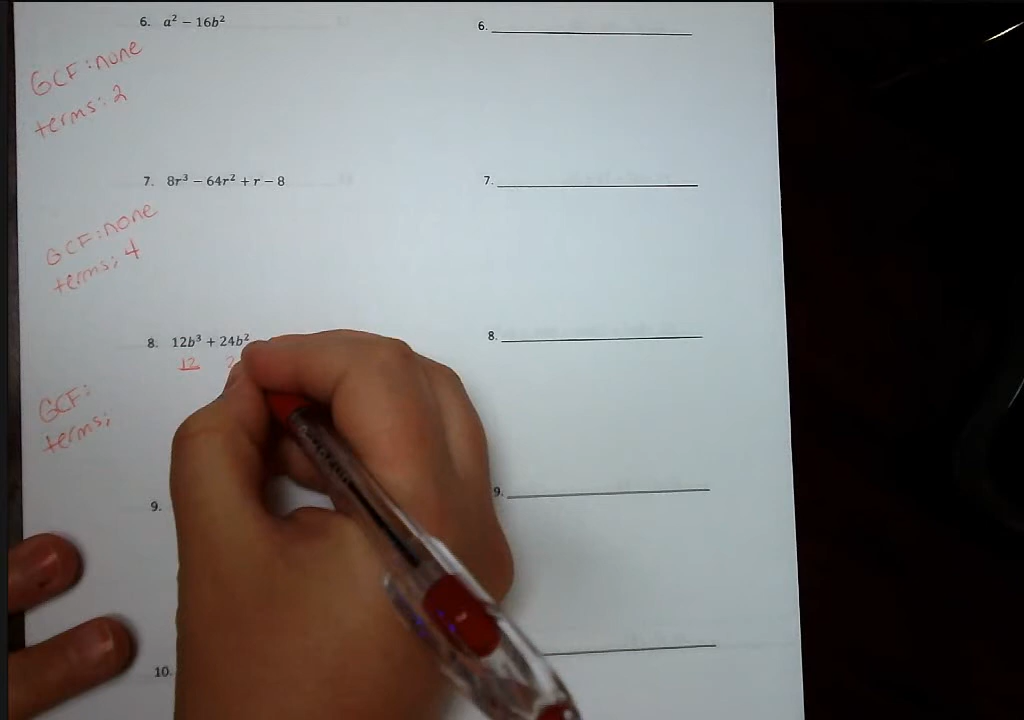 6. a² − 16b²
6.
GCF: none
terms: 2
7. 8r³ − 64r² + r − 8
7.
GCF: none
terms: 4
8. 12b³ + 24b²
8.
12 2
GCF:
terms:
9.
9.
10.